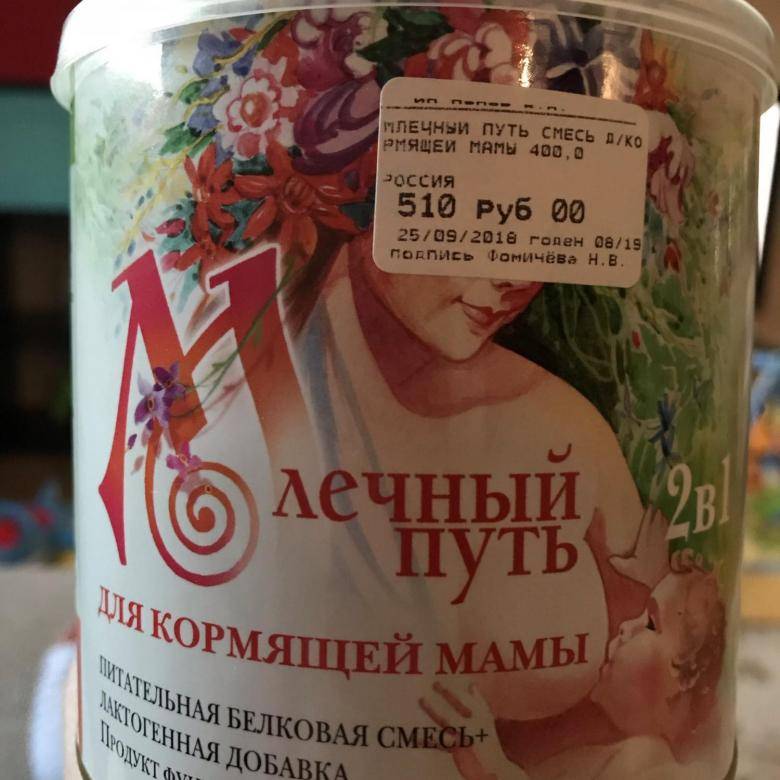 МЛЕЧНЫЙ ПУТЬ СМЕСЬ Д/КО
РМЯЩЕЙ МАМЫ 400,0
РОССИЯ
510 руб 00
25/09/2018 годен 08/19
подпись Фомичёва Н.В.
Млечный
путь
2в1
ДЛЯ КОРМЯЩЕЙ МАМЫ
ПИТАТЕЛЬНАЯ БЕЛКОВАЯ СМЕСЬ+
ЛАКТОГЕННАЯ ДОБАВКА
ПРОДУКТ